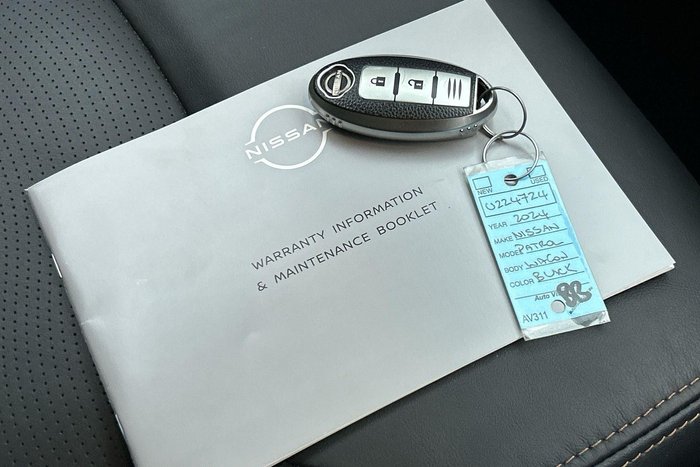 NISSAN
WARRANTY INFORMATION
& MAINTENANCE BOOKLET
NEW USED
U224724
YEAR 2024
MAKE NISSAN
MODEL PATROL
BODY WAGON
COLOR BLACK
Auto
AV311